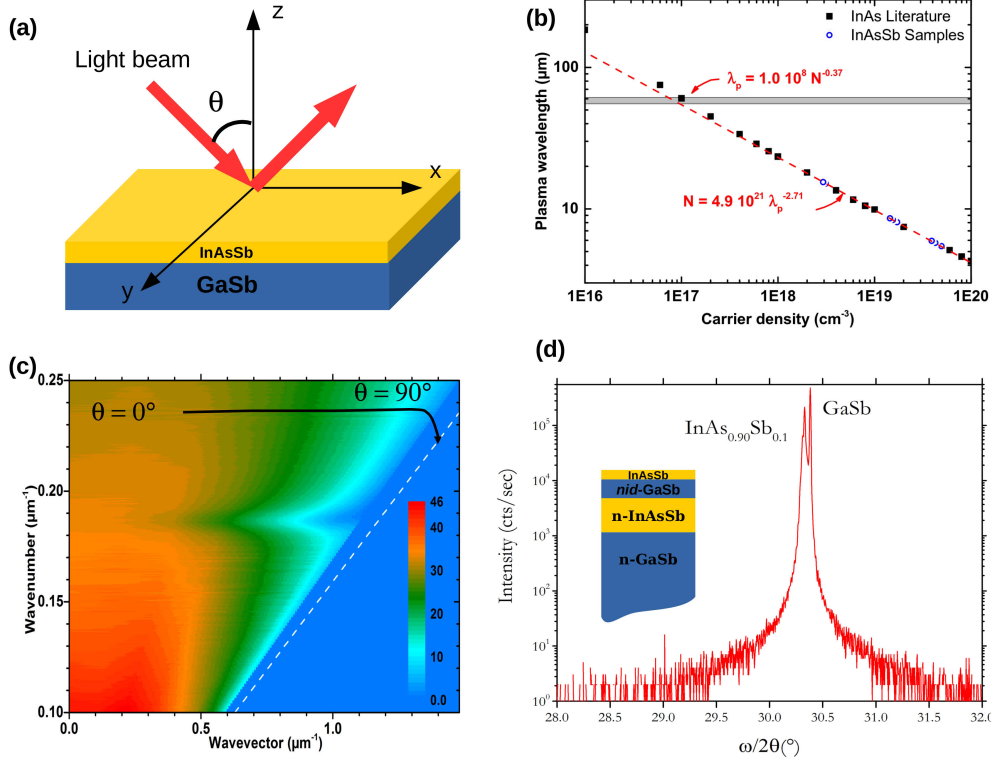 (a)
z
Light beam
θ
x
InAsSb
GaSb
y
(b)
InAs Literature
InAsSb Samples
Plasma wavelength (µm)
100
10
λp = 1.0 10^8 N^-0.37
N = 4.9 10^21 λp^-2.71
1E16 1E17 1E18 1E19 1E20
Carrier density (cm^-3)
(c)
Wavenumber (µm^-1)
0.25
0.20
0.15
0.10
θ = 0°
θ = 90°
46
40
30
20
10
0.0
0.0 0.5 1.0
Wavevector (µm^-1)
(d)
Intensity (cts/sec)
10^5
10^4
10^3
10^2
10^1
10^0
GaSb
InAs0.90Sb0.1
InAsSb
nid-GaSb
n-InAsSb
n-GaSb
28.0 28.5 29.0 29.5 30.0 30.5 31.0 31.5 32.0
ω/2θ(°)